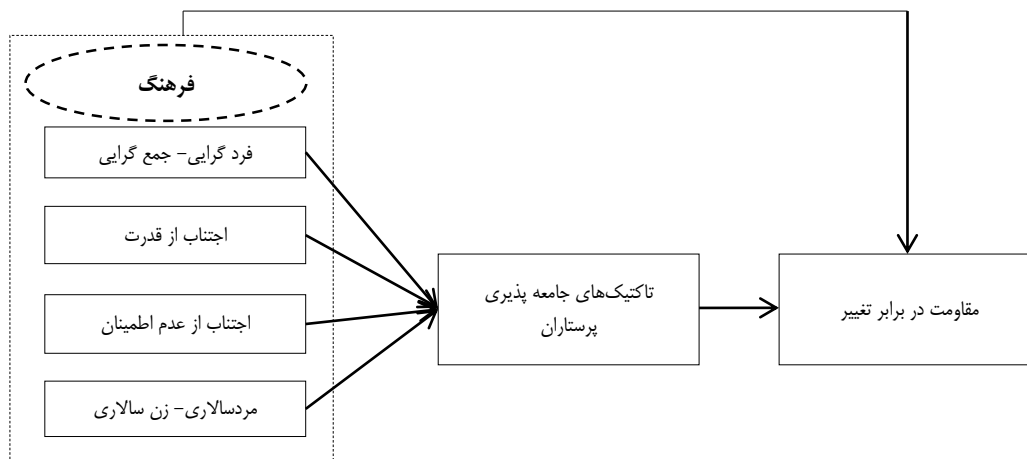 فرهنگ
فرد گرایی- جمع گرایی
اجتناب از قدرت
اجتناب از عدم اطمینان
مردسالاری- زن سالاری
تاکتیک‌های جامعه پذیری
پرستاران
مقاومت در برابر تغییر